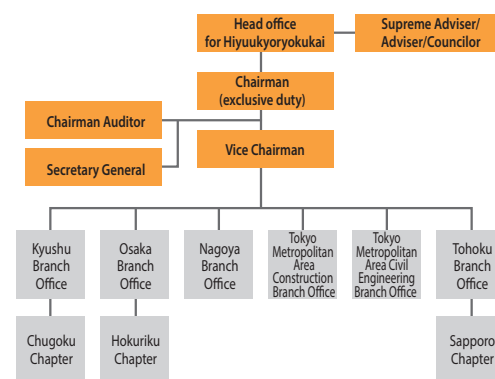 Head office
for Hiyuukyoryokukai
Supreme Adviser/
Adviser/Councilor
Chairman
(exclusive duty)
Chairman Auditor
Vice Chairman
Secretary General
Kyushu
Branch
Office
Osaka
Branch
Office
Nagoya
Branch
Office
Tokyo
Metropolitan
Area
Construction
Branch Office
Tokyo
Metropolitan
Area Civil
Engineering
Branch Office
Tohoku
Branch
Office
Chugoku
Chapter
Hokuriku
Chapter
Sapporo
Chapter